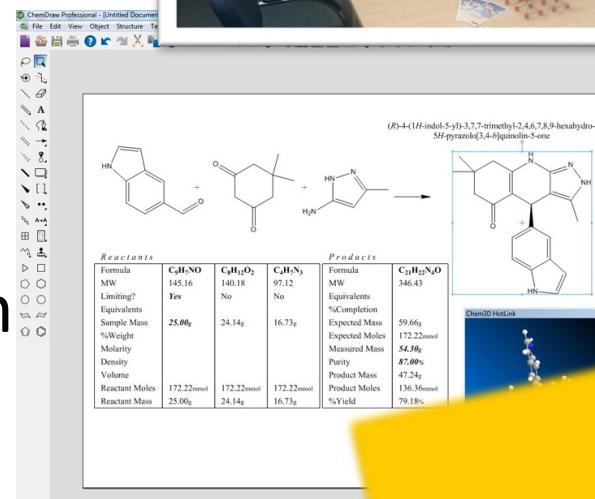 ChemDraw Professional - [Untitled Documen
File Edit View Object Structure Te
(R)-4-(1H-indol-5-yl)-3,7,7-trimethyl-2,4,6,7,8,9-hexahydro-
5H-pyrazolo[3,4-b]quinolin-5-one
HN O + O O + HN N H2N H N N NH O HN
Reactants Products
Formula C9H7NO C8H12O2 C4H7N3 Formula C21H22N4O
MW 145.16 140.18 97.12 MW 346.43
Limiting? Yes No No Equivalents
Equivalents %Completion
Sample Mass 25.00g 24.14g 16.73g Expected Mass 59.66g
%Weight Expected Moles 172.22mmol
Molarity Measured Mass 54.30g
Density Purity 87.00%
Volume Product Mass 47.24g
Reactant Moles 172.22mmol 172.22mmol 172.22mmol Product Moles 136.36mmol
Reactant Mass 25.00g 24.14g 16.73g %Yield 79.18%
Chem3D HotLink